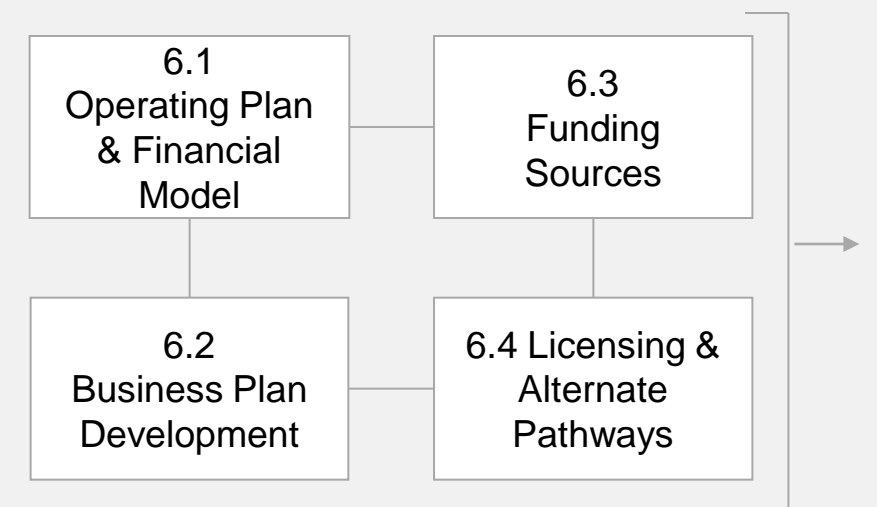 6.1
Operating Plan
& Financial
Model
6.3
Funding
Sources
6.2
Business Plan
Development
6.4 Licensing &
Alternate
Pathways